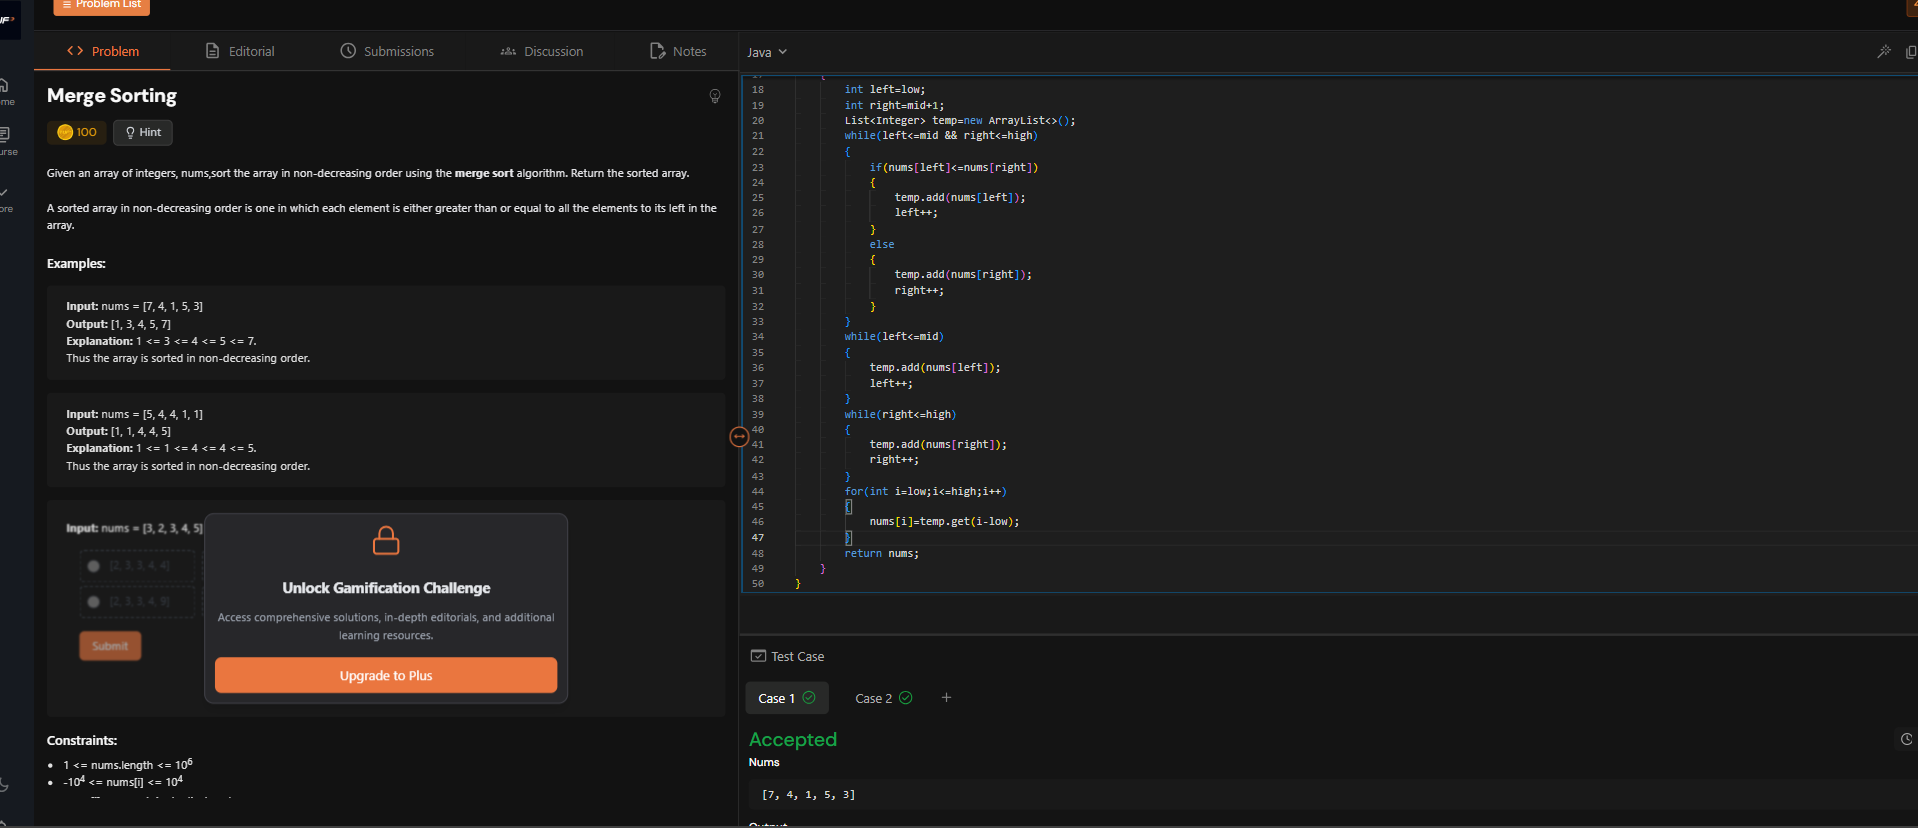 Problem List
Problem
Editorial
Submissions
Discussion
Notes
Merge Sorting
100
Hint
Given an array of integers, nums,sort the array in non-decreasing order using the merge sort algorithm. Return the sorted array.
A sorted array in non-decreasing order is one in which each element is either greater than or equal to all the elements to its left in the
array.
Examples:
Input: nums = [7, 4, 1, 5, 3]
Output: [1, 3, 4, 5, 7]
Explanation: 1 <= 3 <= 4 <= 5 <= 7.
Thus the array is sorted in non-decreasing order.
Input: nums = [5, 4, 4, 1, 1]
Output: [1, 1, 4, 4, 5]
Explanation: 1 <= 1 <= 4 <= 4 <= 5.
Thus the array is sorted in non-decreasing order.
Input: nums = [3, 2, 3, 4, 5]
[2, 3, 3, 4, 4]
Submit
Unlock Gamification Challenge
Access comprehensive solutions, in-depth editorials, and additional
learning resources.
Upgrade to Plus
Constraints:
1 <= nums.length <= 10^6
-10^4 <= nums[i] <= 10^4
Java
{
18 int left=low;
19 int right=mid+1;
20 List<Integer> temp=new ArrayList<>();
21 while(left<=mid && right<=high)
22 {
23 if(nums[left]<=nums[right])
24 {
25 temp.add(nums[left]);
26 left++;
27 }
28 else
29 {
30 temp.add(nums[right]);
31 right++;
32 }
33 }
34 while(left<=mid)
35 {
36 temp.add(nums[left]);
37 left++;
38 }
39 while(right<=high)
40 {
41 temp.add(nums[right]);
42 right++;
43 }
44 for(int i=low;i<=high;i++)
45 {
46 nums[i]=temp.get(i-low);
47 }
48 return nums;
49 }
50 }
Test Case
Case 1
Case 2
+
Accepted
Nums
[7, 4, 1, 5, 3]